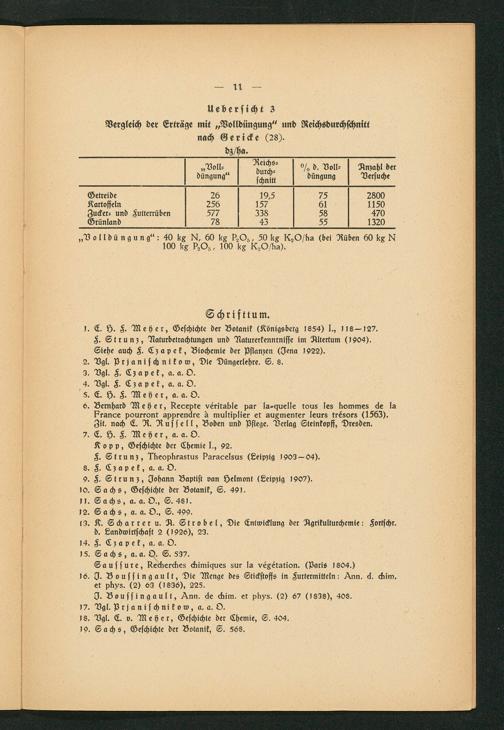 — 11 —
Uebersicht 3
Vergleich der Erträge mit „Volldüngung“ und Reichsdurchschnitt
nach Gericke (28).
dz/ha.
„Voll-düngung“ Reichs-durch-schnitt % d. Voll-düngung Anzahl der Versuche
Getreide 26 19,5 75 2800
Kartoffeln 256 157 61 1150
Zucker- und Futterrüben 577 338 58 470
Grünland 78 43 55 1320
„Volldüngung“: 40 kg N, 60 kg P₂O₅, 50 kg K₂O/ha (bei Rüben 60 kg N
100 kg P₂O₅, 100 kg K₂O/ha).
Schrifttum.
1. E. H. F. Meyer, Geschichte der Botanik (Königsberg 1854) I., 118—127.
F. Strunz, Naturbetrachtungen und Naturerkenntnisse im Altertum (1904).
Siehe auch F. Czapek, Biochemie der Pflanzen (Jena 1922).
2. Vgl. Prjanischnikow, Die Düngerlehre. S. 8.
3. Vgl. F. Czapek, a. a. O.
4. Vgl. F. Czapek, a. a. O.
5. E. H. F. Meyer, a. a. O.
6. Bernhard Meyer, Recepte véritable par la-quelle tous les hommes de la
France pourront apprendre à multiplier et augmenter leurs trésors (1563).
Zit. nach E. R. Russell, Boden und Pflege. Verlag Steinkopff, Dresden.
7. E. H. F. Meyer, a. a. O.
Kopp, Geschichte der Chemie I., 92.
F. Strunz, Theophrastus Paracelsus (Leipzig 1903—04).
8. F. Czapek, a. a. O.
9. F. Strunz, Johann Baptist van Helmont (Leipzig 1907).
10. Sachs, Geschichte der Botanik, S. 491.
11. Sachs, a. a. O., S. 481.
12. Sachs, a. a. O., S. 499.
13. K. Scharrer u. A. Strobel, Die Entwicklung der Agrikulturchemie: Fortschr.
d. Landwirtschaft 2 (1926), 23.
14. F. Czapek, a. a. O.
15. Sachs, a. a. O. S. 537.
Saussure, Recherches chimiques sur la végétation. (Paris 1804.)
16. J. Boussingault, Die Menge des Stickstoffs in Futtermitteln: Ann. d. chim.
et phys. (2) 63 (1836), 225.
J. Boussingault, Ann. de chim. et phys. (2) 67 (1838), 408.
17. Vgl. Prjanischnikow, a. a. O.
18. Vgl. E. v. Meyer, Geschichte der Chemie, S. 404.
19. Sachs, Geschichte der Botanik, S. 568.